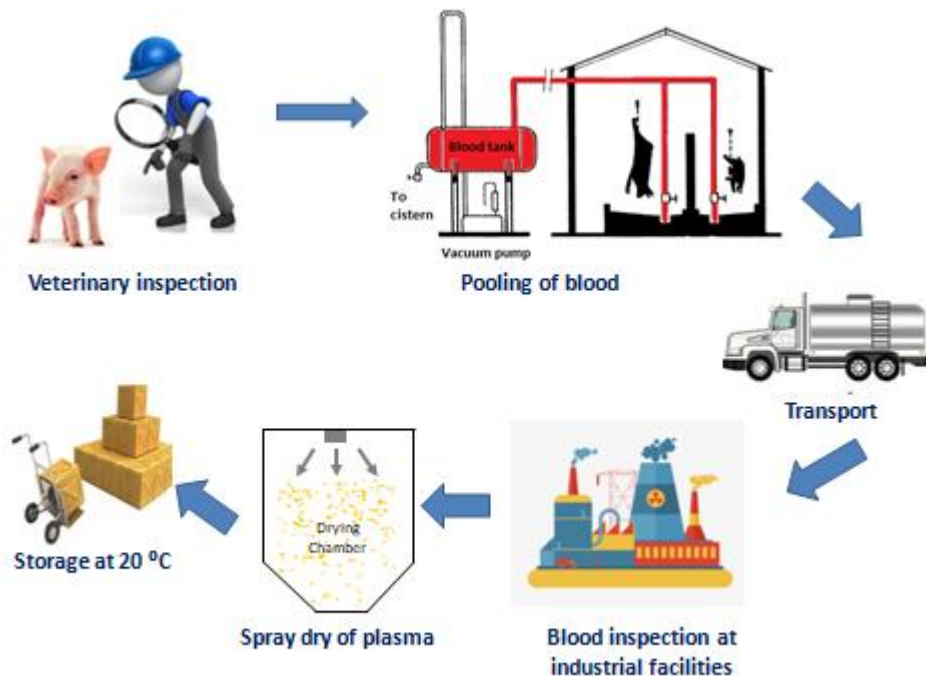 Blood tank
To
cistern
Vacuum pump
Veterinary inspection
Pooling of blood
Transport
Drying
Chamber
Storage at 20 ⁰C
Spray dry of plasma
Blood inspection at
industrial facilities